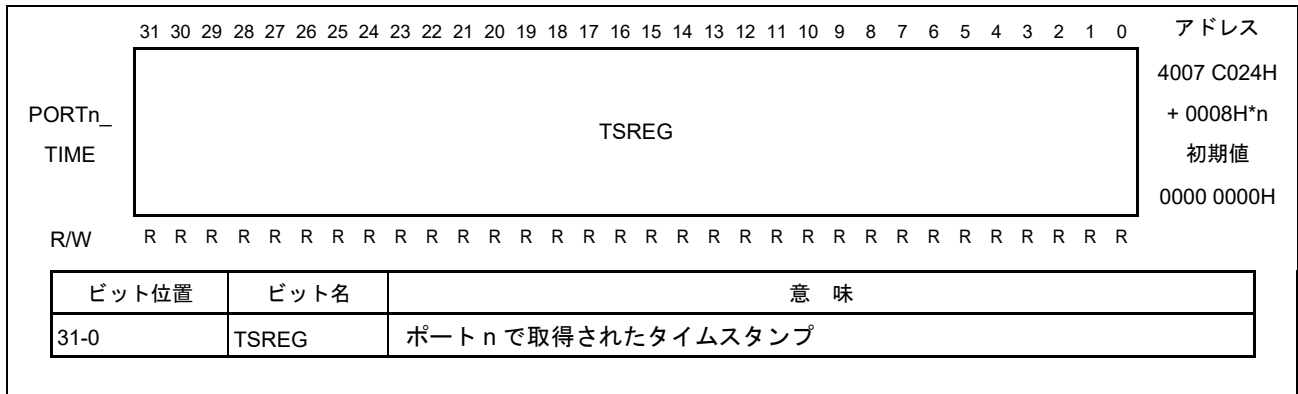 31 30 29 28 27 26 25 24 23 22 21 20 19 18 17 16 15 14 13 12 11 10 9 8 7 6 5 4 3 2 1 0 アドレス
4007 C024H
PORTn_ TSREG + 0008H*n
TIME 初期値
0000 0000H
R/W R R R R R R R R R R R R R R R R R R R R R R R R R R R R R R R R
ビット位置 ビット名 意 味
31-0 TSREG ポート n で取得されたタイムスタンプ